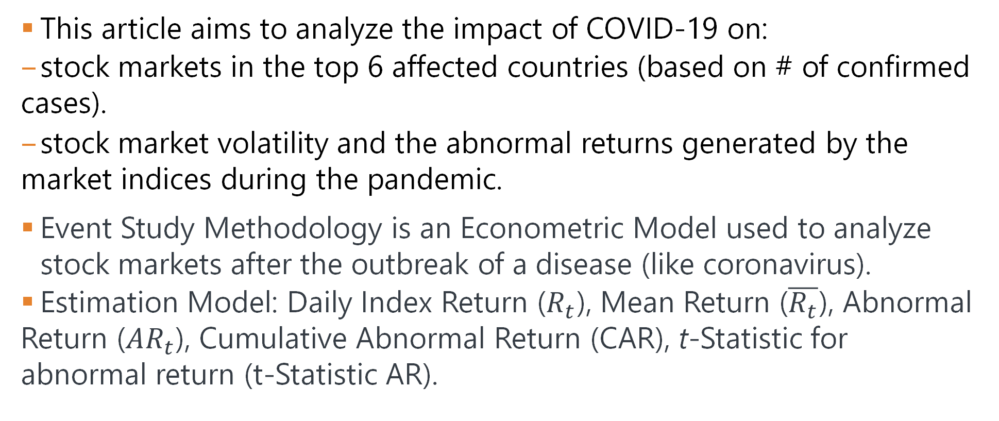 ▪ This article aims to analyze the impact of COVID-19 on:
– stock markets in the top 6 affected countries (based on # of confirmed
cases).
– stock market volatility and the abnormal returns generated by the
market indices during the pandemic.
▪ Event Study Methodology is an Econometric Model used to analyze
stock markets after the outbreak of a disease (like coronavirus).
▪ Estimation Model: Daily Index Return (𝑅ₜ), Mean Return (𝑅ₜ̅), Abnormal
Return (𝐴𝑅ₜ), Cumulative Abnormal Return (CAR), t-Statistic for
abnormal return (t-Statistic AR).